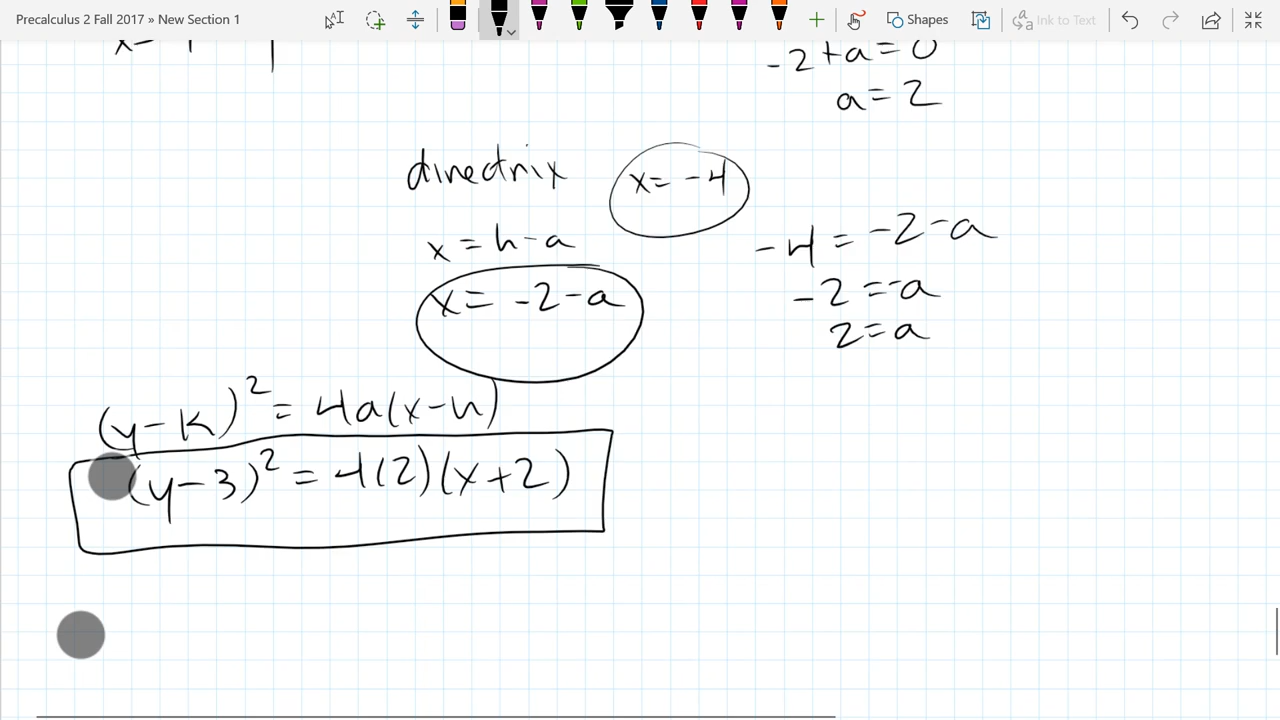 Precalculus 2 Fall 2017 » New Section 1
Shapes
Ink to Text
-2+a=0
a=2
directrix x=-4
x=h-a
x=-2-a
-4=-2-a
-2=-a
2=a
(y-k)²=4a(x-h)
(y-3)²=4(2)(x+2)